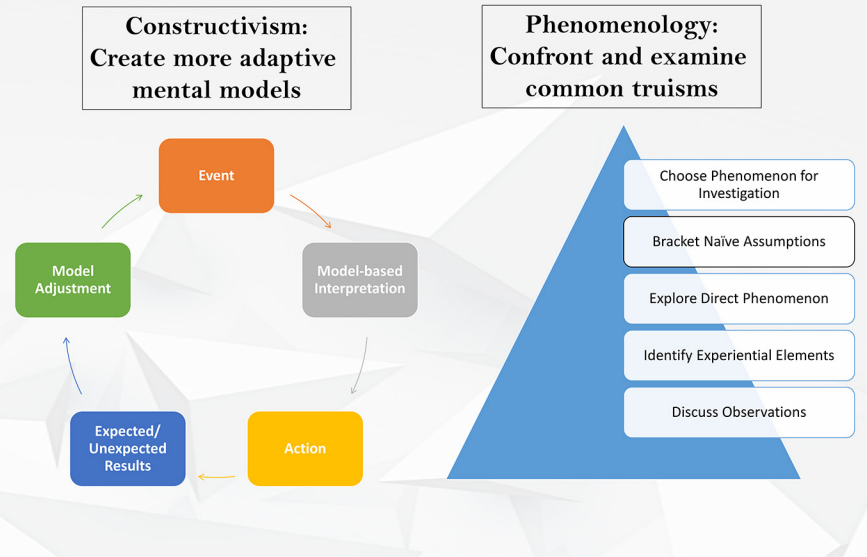 Constructivism:
Create more adaptive
mental models
Phenomenology:
Confront and examine
common truisms
Event
Model-based
Interpretation
Action
Expected/
Unexpected
Results
Model
Adjustment
Choose Phenomenon for
Investigation
Bracket Naïve Assumptions
Explore Direct Phenomenon
Identify Experiential Elements
Discuss Observations